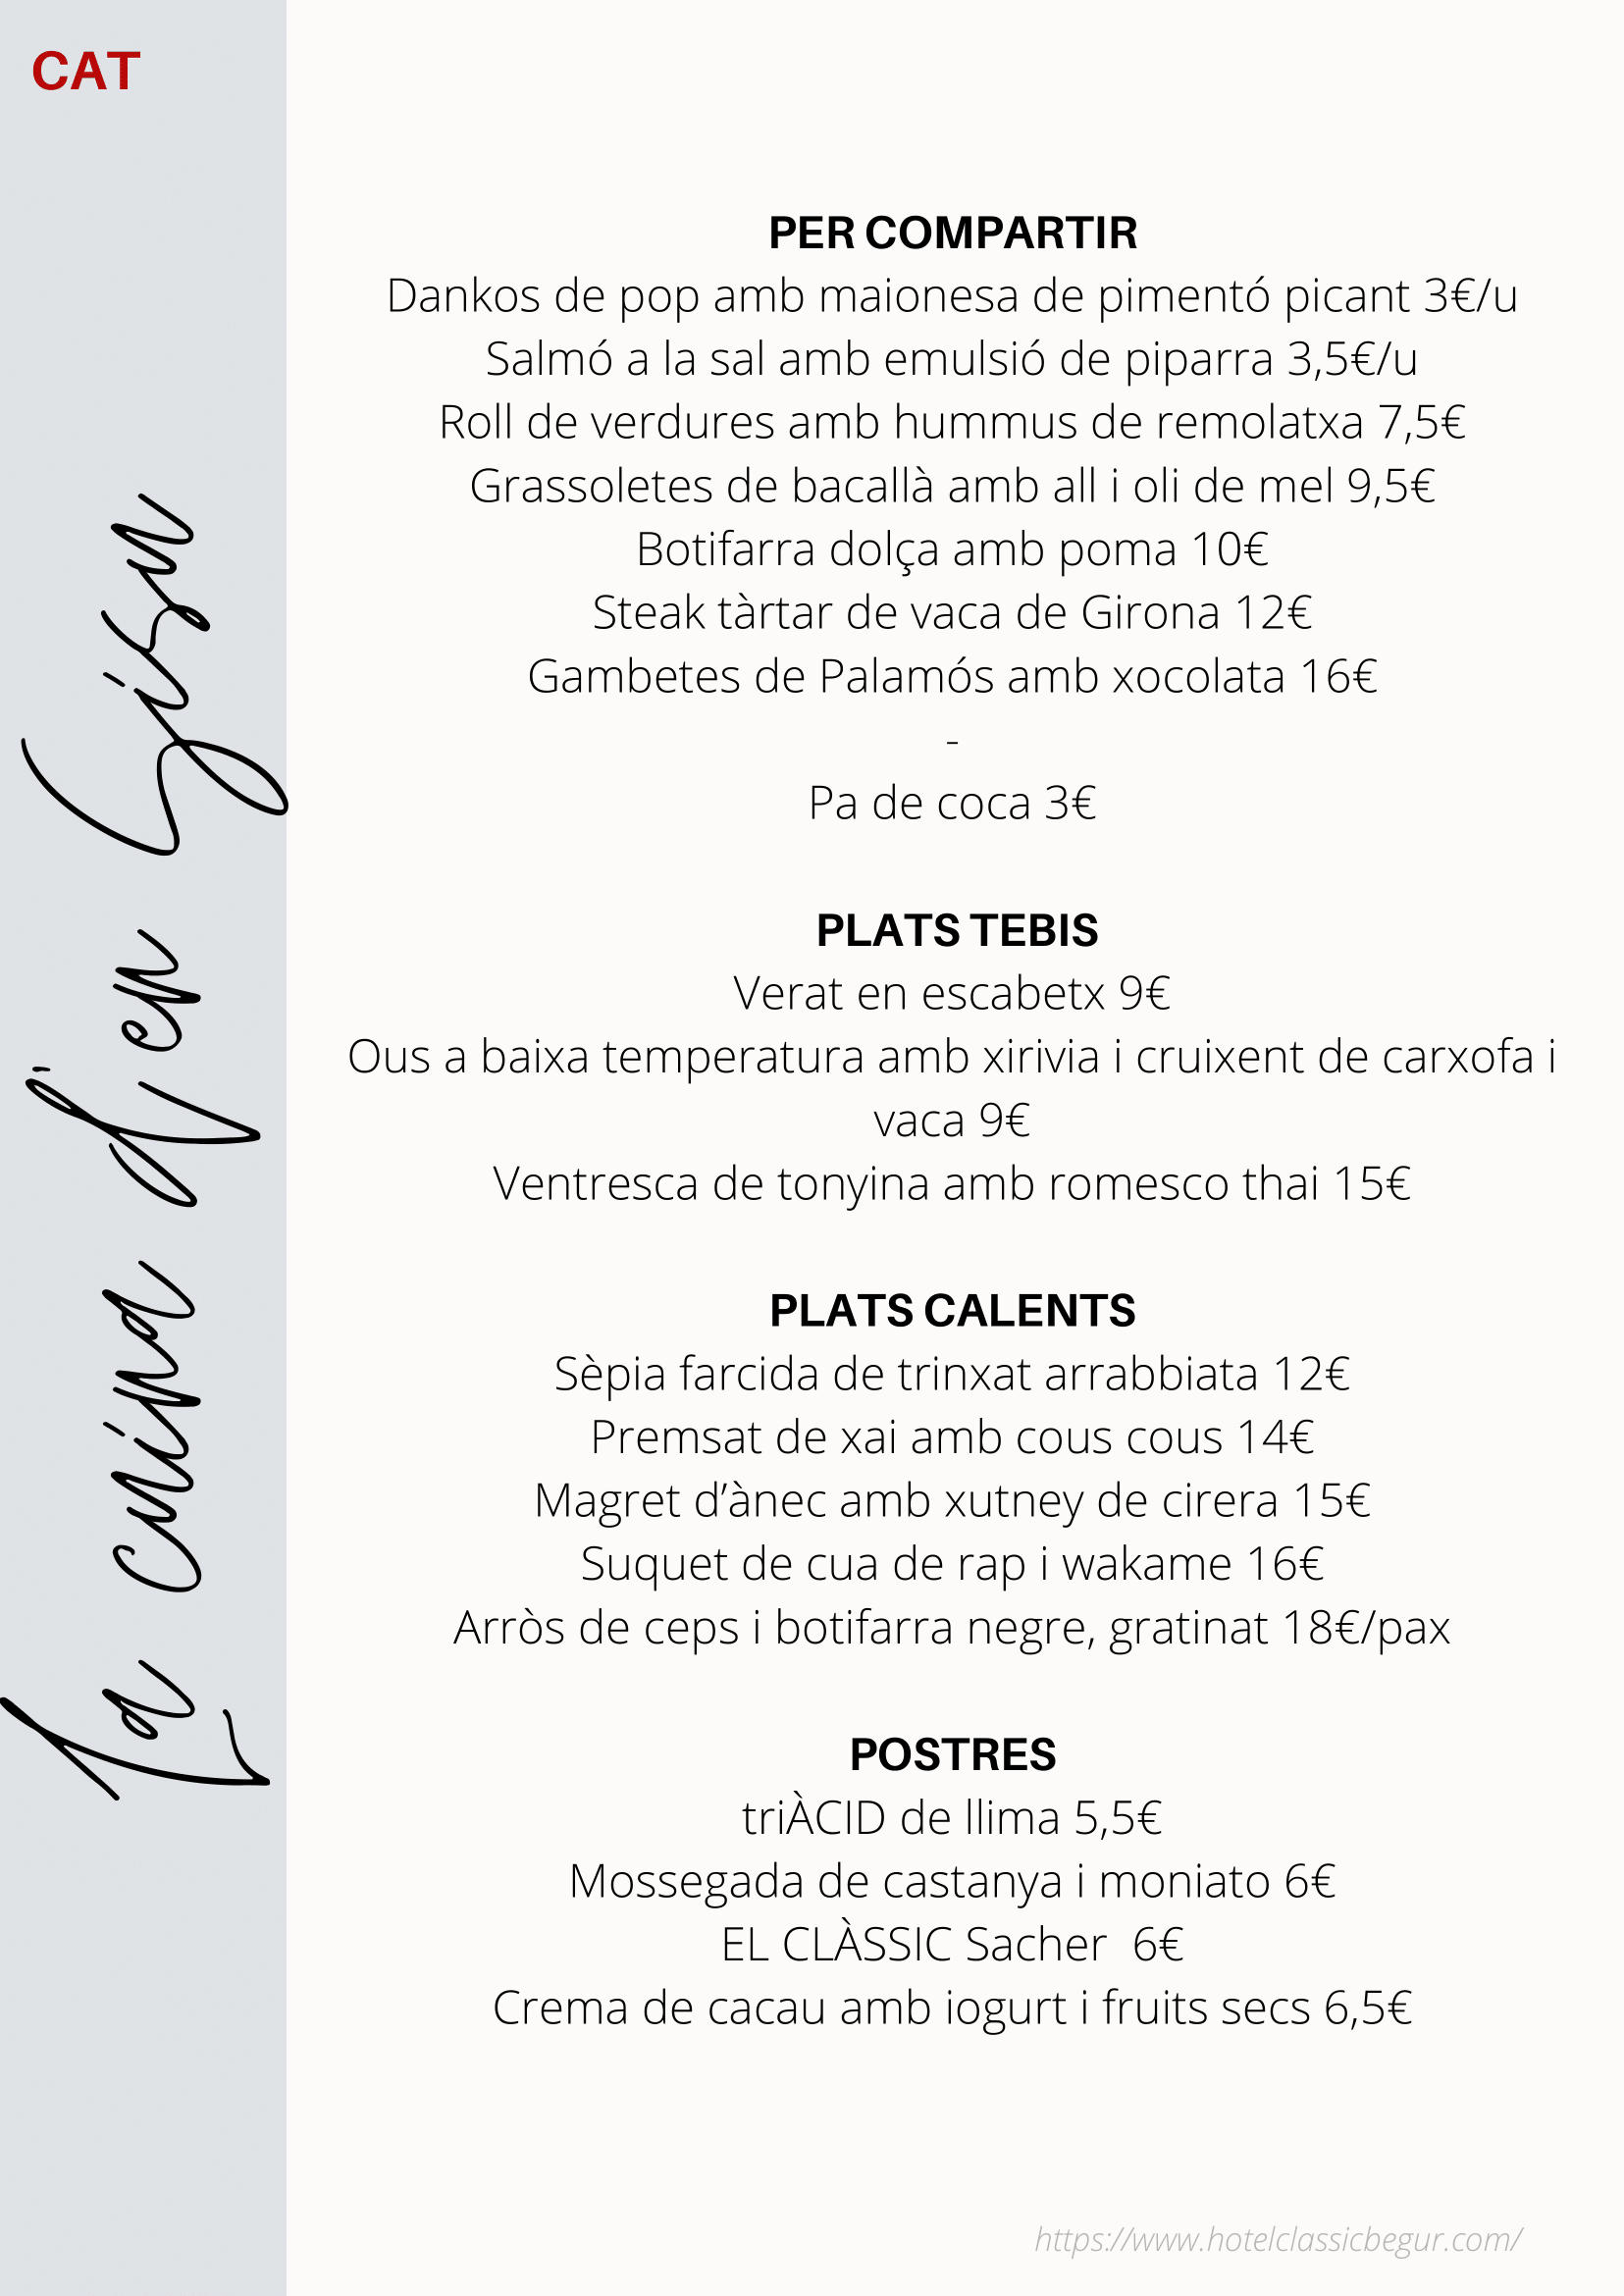 CAT
La cuina d'en Sisu
PER COMPARTIR
Dankos de pop amb maionesa de pimentó picant 3€/u
Salmó a la sal amb emulsió de piparra 3,5€/u
Roll de verdures amb hummus de remolatxa 7,5€
Grassoletes de bacallà amb all i oli de mel 9,5€
Botifarra dolça amb poma 10€
Steak tàrtar de vaca de Girona 12€
Gambetes de Palamós amb xocolata 16€
-
Pa de coca 3€
PLATS TEBIS
Verat en escabetx 9€
Ous a baixa temperatura amb xirivia i cruixent de carxofa i
vaca 9€
Ventresca de tonyina amb romesco thai 15€
PLATS CALENTS
Sèpia farcida de trinxat arrabbiata 12€
Premsat de xai amb cous cous 14€
Magret d’ànec amb xutney de cirera 15€
Suquet de cua de rap i wakame 16€
Arròs de ceps i botifarra negre, gratinat 18€/pax
POSTRES
triÀCID de llima 5,5€
Mossegada de castanya i moniato 6€
EL CLÀSSIC Sacher  6€
Crema de cacau amb iogurt i fruits secs 6,5€
https://www.hotelclassicbegur.com/